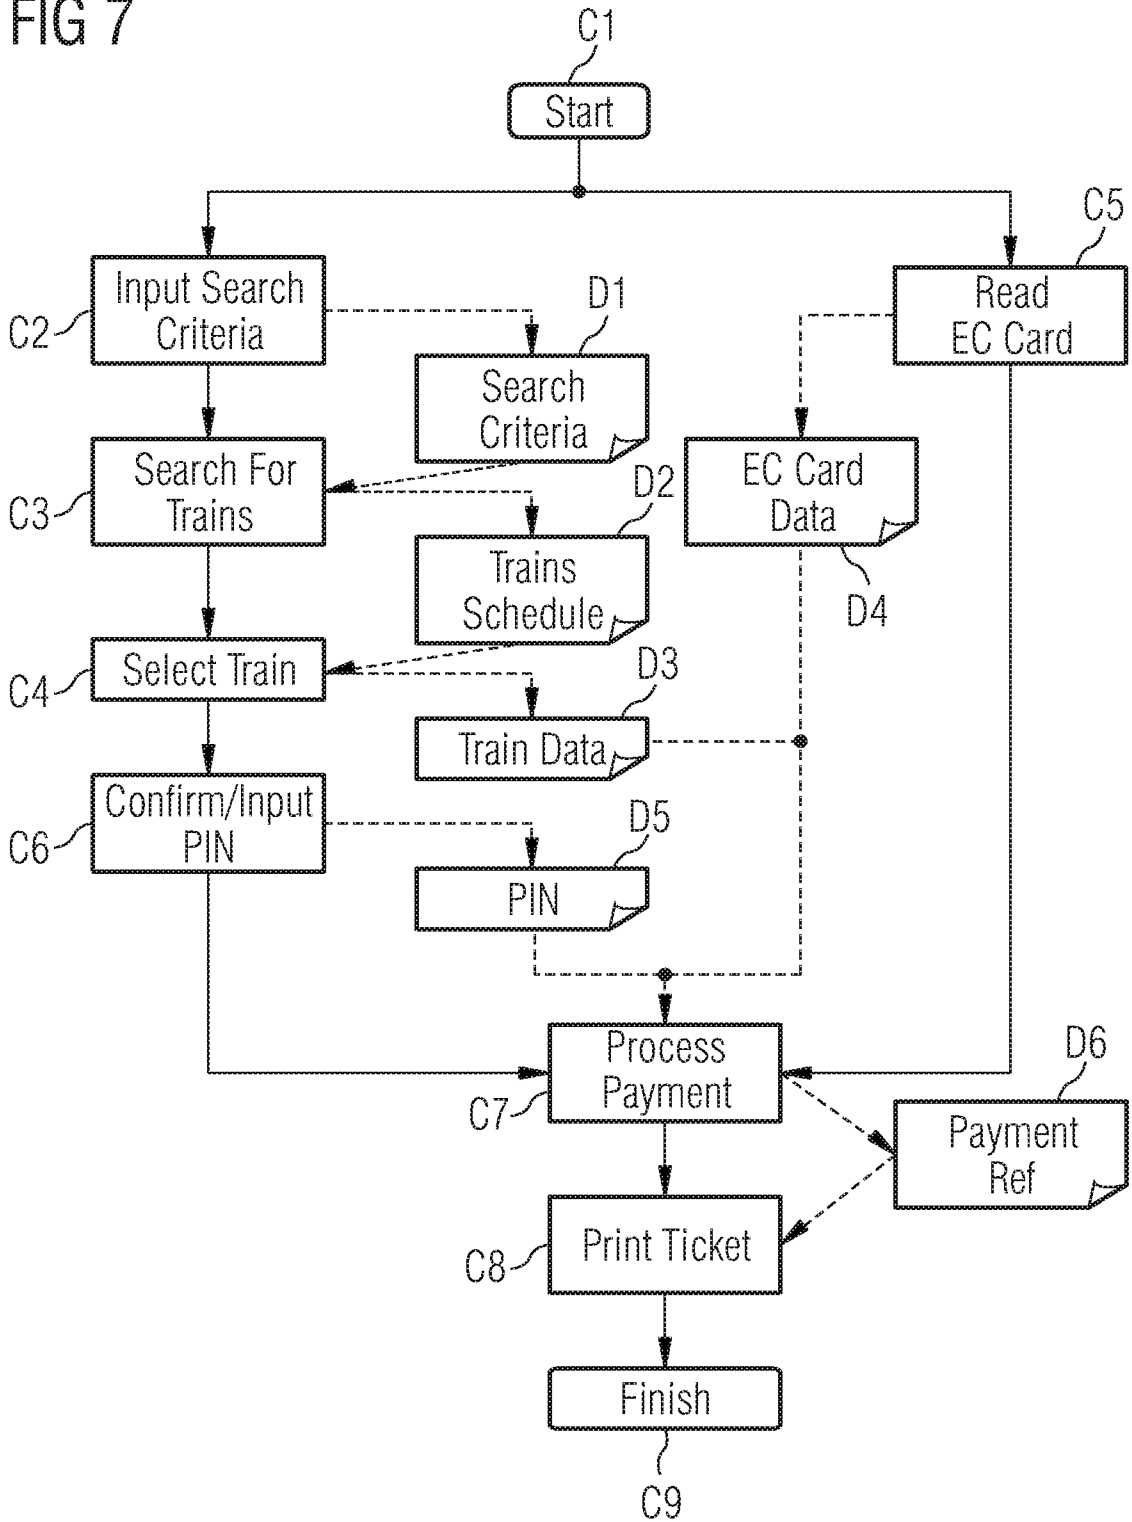 FIG 7
C1
Start
C5
Input Search
Criteria
C2
D1
Read
EC Card
Search
Criteria
Search For
Trains
C3
D2
EC Card
Data
Trains
Schedule
D4
Select Train
C4
D3
Train Data
Confirm/Input
PIN
C6
D5
PIN
Process
Payment
C7
D6
Payment
Ref
Print Ticket
C8
Finish
C9